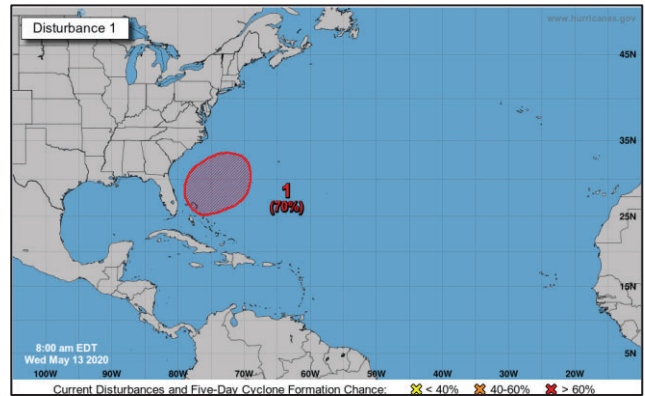 Disturbance 1
www.hurricanes.gov
45N
35N
1
(70%)
25N
15N
8:00 am EDT
Wed May 13 2020
5N
100W 90W 80W 70W 60W 50W 40W 30W 20W
Current Disturbances and Five-Day Cyclone Formation Chance: < 40% 40-60% > 60%